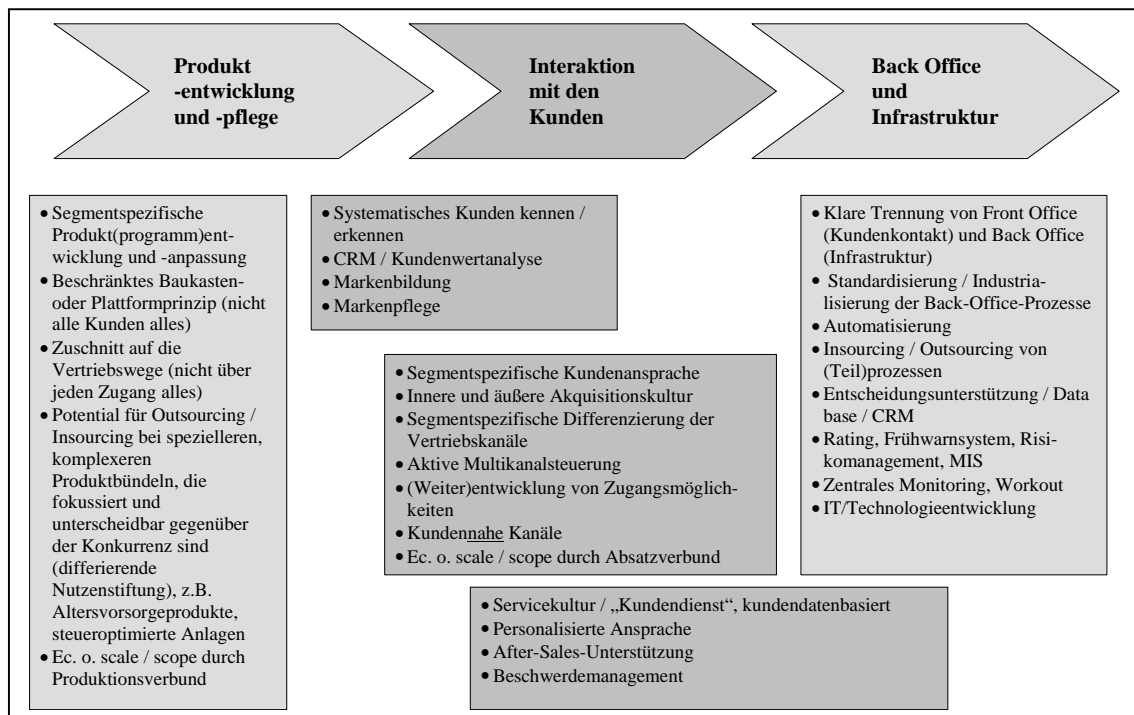 Produkt
-entwicklung
und -pflege
Interaktion
mit den
Kunden
Back Office
und
Infrastruktur
• Segmentspezifische
Produkt(programm)ent-
wicklung und -anpassung
• Beschränktes Baukasten-
oder Plattformprinzip (nicht
alle Kunden alles)
• Zuschnitt auf die
Vertriebswege (nicht über
jeden Zugang alles)
• Potential für Outsourcing /
Insourcing bei spezielleren,
komplexeren
Produktbündeln, die
fokussiert und
unterscheidbar gegenüber
der Konkurrenz sind
(differierende
Nutzenstiftung), z.B.
Altersvorsorgeprodukte,
steueroptimierte Anlagen
• Ec. o. scale / scope durch
Produktionsverbund
• Systematisches Kunden kennen /
erkennen
• CRM / Kundenwertanalyse
• Markenbildung
• Markenpflege
• Segmentspezifische Kundenansprache
• Innere und äußere Akquisitionskultur
• Segmentspezifische Differenzierung der
Vertriebskanäle
• Aktive Multikanalsteuerung
• (Weiter)entwicklung von Zugangsmöglich-
keiten
• Kundennahe Kanäle
• Ec. o. scale / scope durch Absatzverbund
• Servicekultur / „Kundendienst“, kundendatenbasiert
• Personalisierte Ansprache
• After-Sales-Unterstützung
• Beschwerdemanagement
• Klare Trennung von Front Office
(Kundenkontakt) und Back Office
(Infrastruktur)
• Standardisierung / Industria-
lisierung der Back-Office-Prozesse
• Automatisierung
• Insourcing / Outsourcing von
(Teil)prozessen
• Entscheidungsunterstützung / Data
base / CRM
• Rating, Frühwarnsystem, Risi-
komanagement, MIS
• Zentrales Monitoring, Workout
• IT/Technologieentwicklung